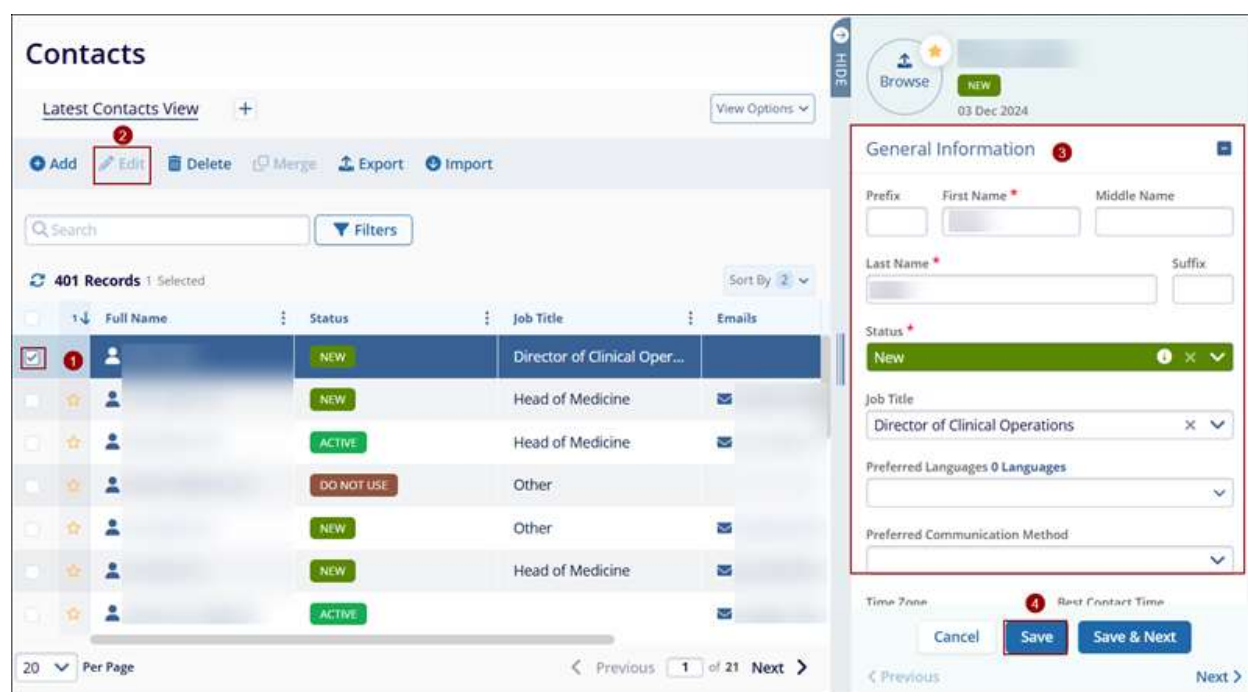 Contacts
Latest Contacts View +
View Options
2
Add Edit Delete Merge Export Import
Search Filters
401 Records 1 Selected Sort By 2
1 Full Name Status Job Title Emails
1 NEW Director of Clinical Oper...
NEW Head of Medicine
ACTIVE Head of Medicine
DO NOT USE Other
NEW Other
NEW Head of Medicine
ACTIVE
20 Per Page Previous 1 of 21 Next
HIDE
Browse
NEW
03 Dec 2024
General Information 3
Prefix First Name * Middle Name
Last Name * Suffix
Status *
New
Job Title
Director of Clinical Operations
Preferred Languages 0 Languages
Preferred Communication Method
Time Zone Best Contact Time
4
Cancel Save Save & Next
Previous Next